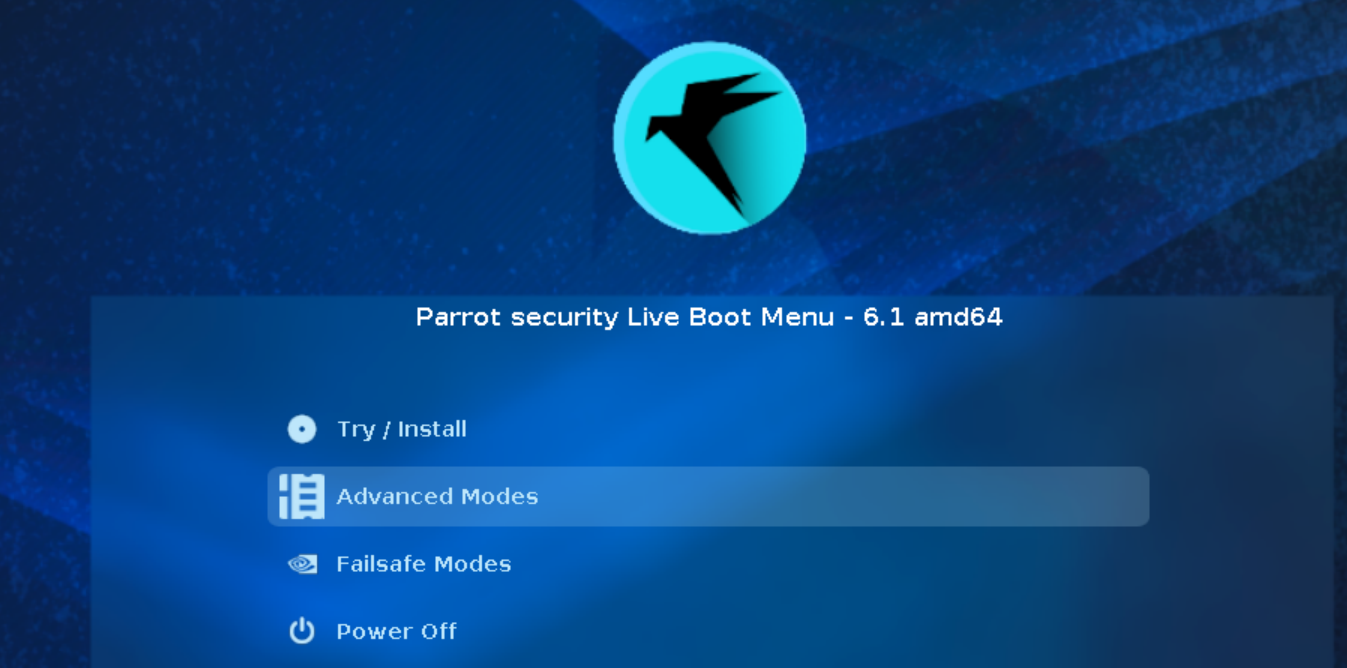 Parrot security Live Boot Menu - 6.1 amd64
Try / Install
Advanced Modes
Failsafe Modes
Power Off